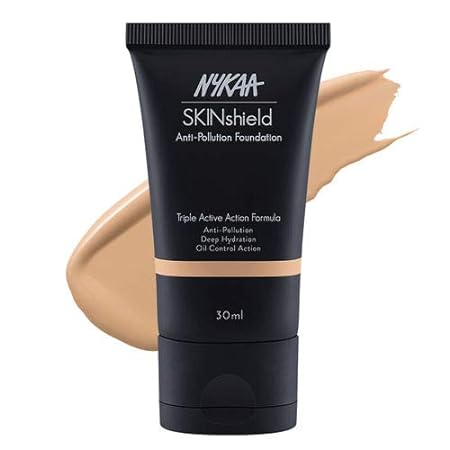 NYKAA
SKINshield
Anti-Pollution Foundation
Triple Active Action Formula
Anti-Pollution
Deep Hydration
Oil Control Action
30ml